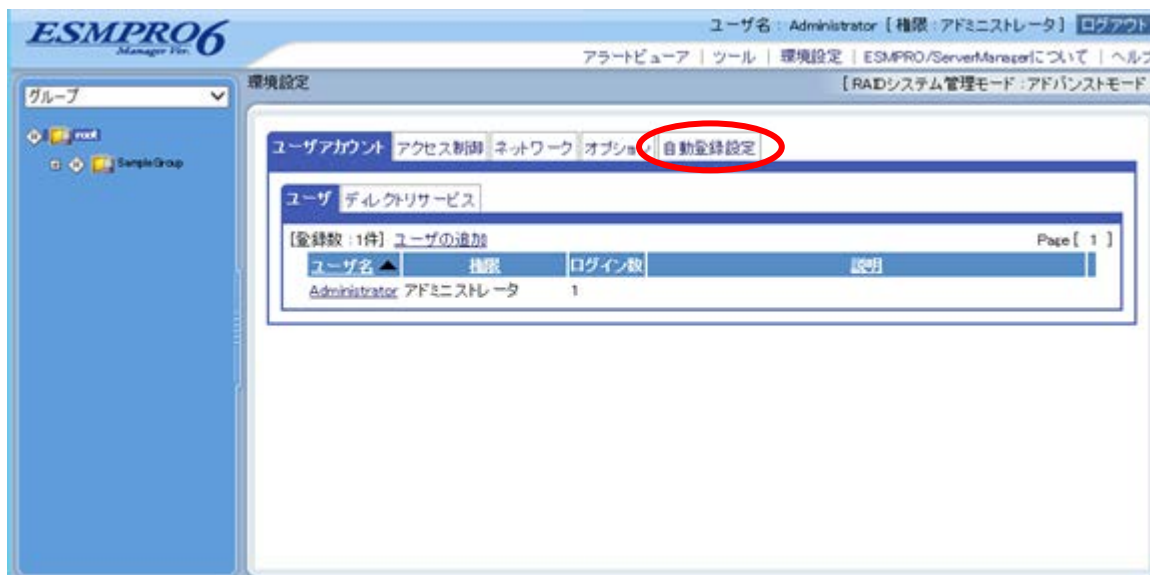 ESMPRO6
Manager Ver.
ユーザ名 : Administrator [ 権限 : アドミニストレータ ] ログアウト
アラートビューア | ツール | 環境設定 | ESMPRO/ServerManagerについて | ヘルプ
グループ
環境設定
[ RAIDシステム管理モード : アドバンストモード
root
Sample Group
ユーザアカウント アクセス制御 ネットワーク オプション 自動登録設定
ユーザ ディレクトリサービス
[登録数 : 1件] ユーザの追加 Page [ 1 ]
ユーザ名 ▲ 権限 ログイン数 説明
Administrator アドミニストレータ 1